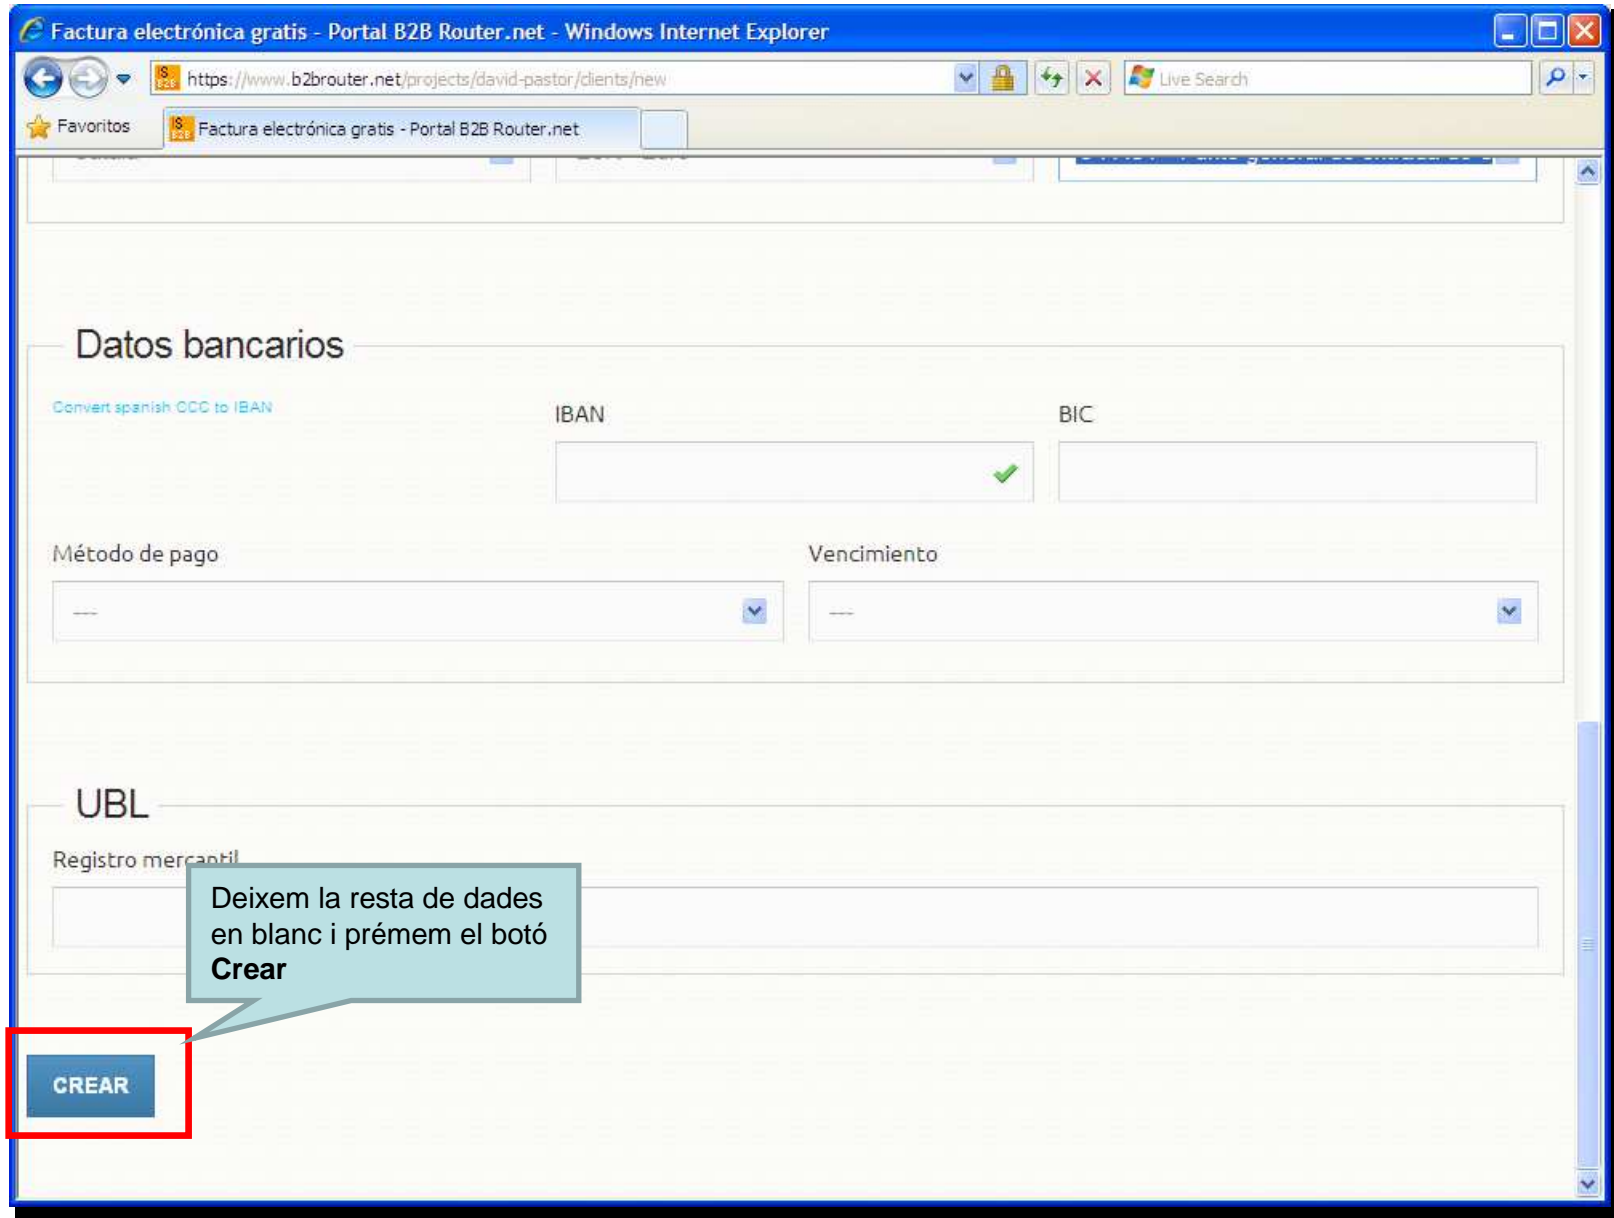 Factura electrónica gratis - Portal B2B Router.net - Windows Internet Explorer
https://www.b2brouter.net/projects/david-pastor/clients/new
Live Search
Favoritos
Factura electrónica gratis - Portal B2B Router.net
Datos bancarios
Convert spanish CCC to IBAN
IBAN
BIC
Método de pago
Vencimiento
---
---
UBL
Registro mercantil
Deixem la resta de dades
en blanc i prémem el botó
Crear
CREAR